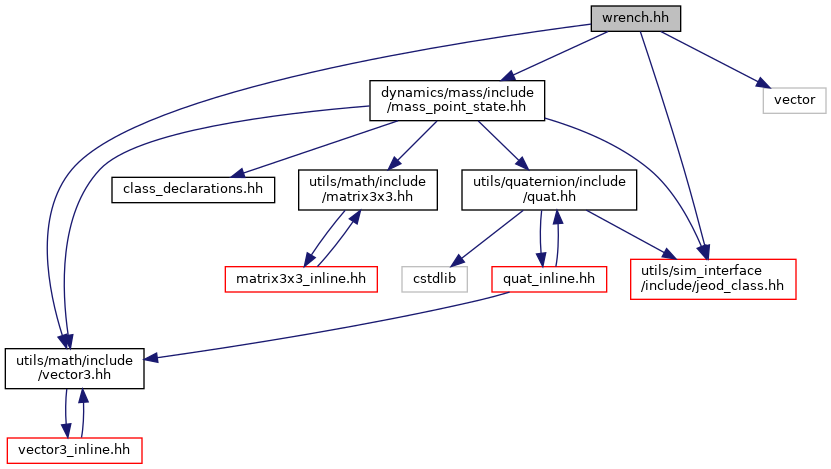 wrench.hh
dynamics/mass/include
/mass_point_state.hh
vector
class_declarations.hh
utils/math/include
/matrix3x3.hh
utils/quaternion/include
/quat.hh
matrix3x3_inline.hh
cstdlib
quat_inline.hh
utils/sim_interface
/include/jeod_class.hh
utils/math/include
/vector3.hh
vector3_inline.hh